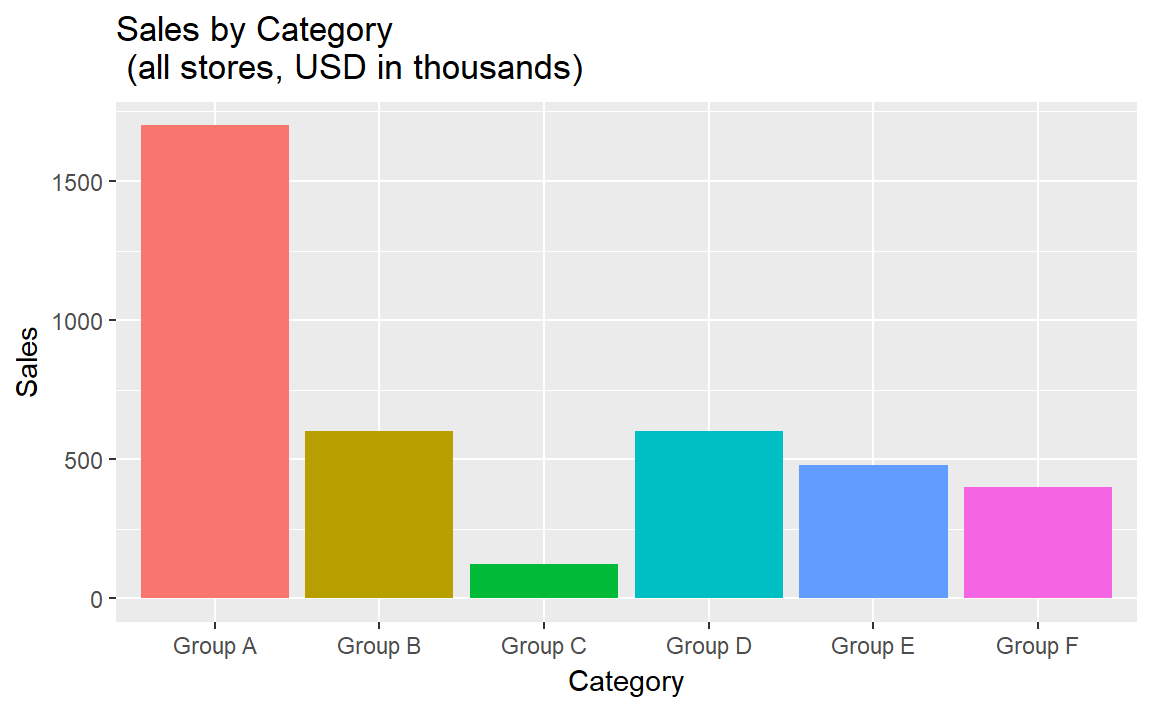 Sales by Category
(all stores, USD in thousands)
Sales
1500
1000
500
0
Group A Group B Group C Group D Group E Group F
Category